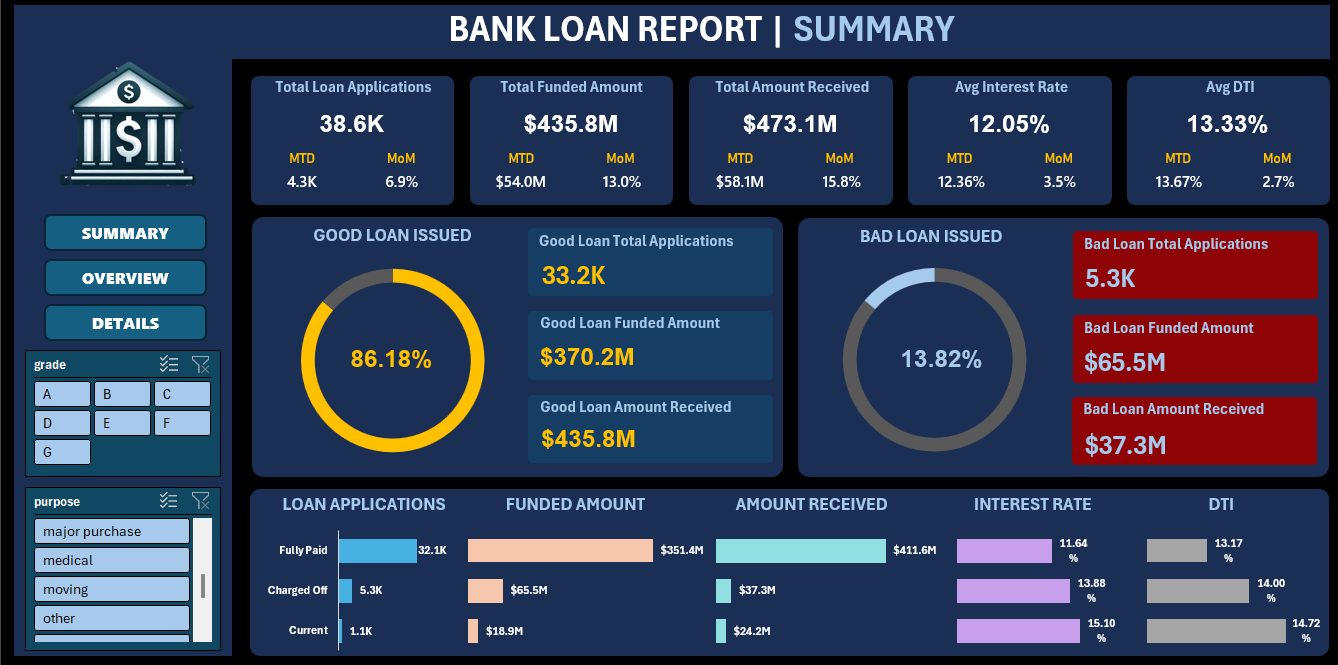 BANK LOAN REPORT | SUMMARY
$
$
SUMMARY
OVERVIEW
DETAILS
grade
A B C
D E F
G
purpose
major purchase
medical
moving
other
Total Loan Applications
38.6K
MTD MoM
4.3K 6.9%
Total Funded Amount
$435.8M
MTD MoM
$54.0M 13.0%
Total Amount Received
$473.1M
MTD MoM
$58.1M 15.8%
Avg Interest Rate
12.05%
MTD MoM
12.36% 3.5%
Avg DTI
13.33%
MTD MoM
13.67% 2.7%
GOOD LOAN ISSUED
86.18%
Good Loan Total Applications
33.2K
Good Loan Funded Amount
$370.2M
Good Loan Amount Received
$435.8M
BAD LOAN ISSUED
13.82%
Bad Loan Total Applications
5.3K
Bad Loan Funded Amount
$65.5M
Bad Loan Amount Received
$37.3M
LOAN APPLICATIONS FUNDED AMOUNT AMOUNT RECEIVED INTEREST RATE DTI
Fully Paid 32.1K $351.4M $411.6M 11.64 % 13.17 %
Charged Off 5.3K $65.5M $37.3M 13.88 % 14.00 %
Current 1.1K $18.9M $24.2M 15.10 % 14.72 %